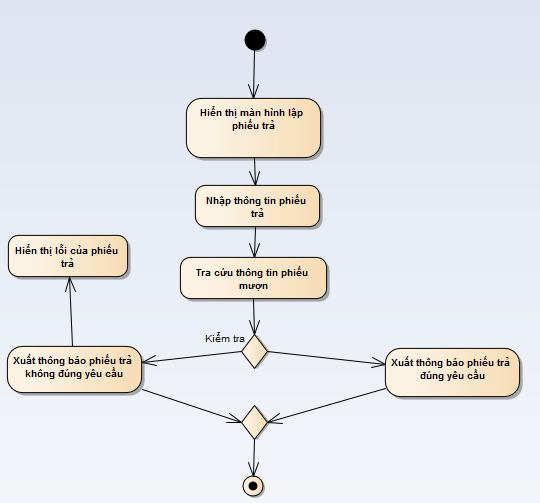 Hiển thị màn hình lập
phiếu trả
Nhập thông tin phiếu
trả
Hiển thị lỗi của phiếu
trả
Tra cứu thông tin phiếu
mượn
Kiểm tra
Xuất thông báo phiếu trả
không đúng yêu cầu
Xuất thông báo phiếu trả
đúng yêu cầu